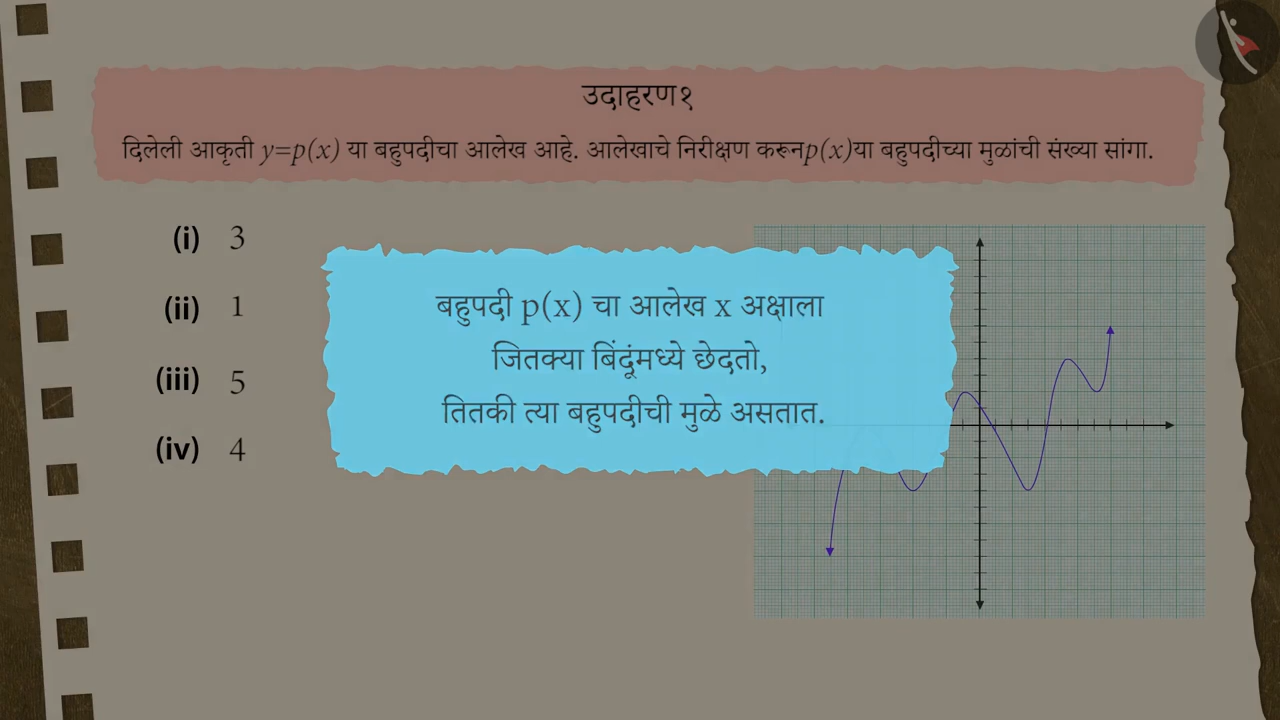 उदाहरण१
दिलेली आकृती y=p(x) या बहुपदीचा आलेख आहे. आलेखाचे निरीक्षण करूनp(x)या बहुपदीच्या मुळांची संख्या सांगा.
(i) 3
(ii) 1
(iii) 5
(iv) 4
बहुपदी p(x) चा आलेख x अक्षाला
जितक्या बिंदूंमध्ये छेदतो,
तितकी त्या बहुपदीची मुळे असतात.